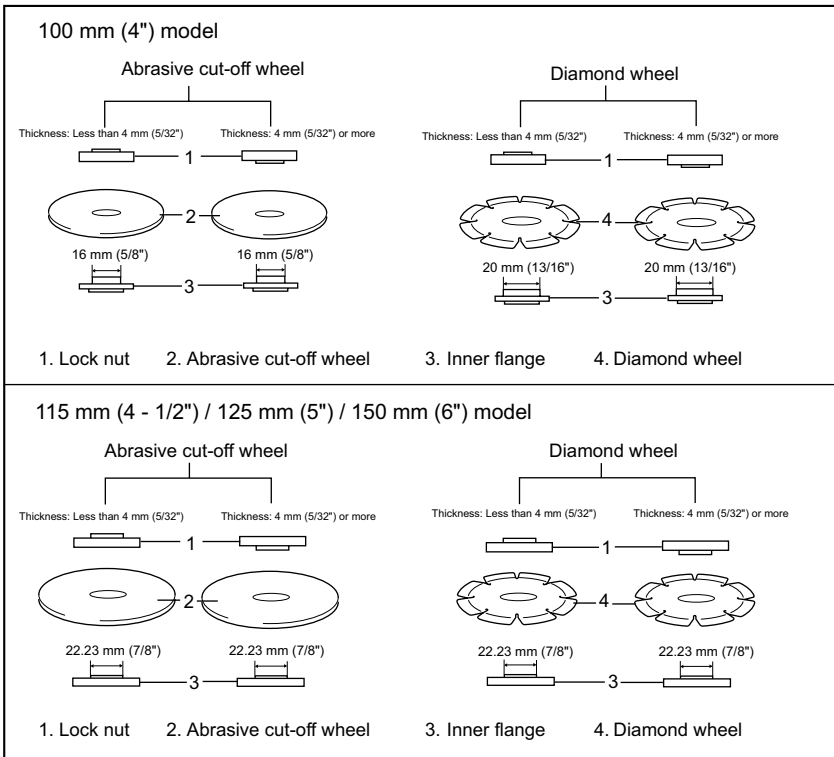 100 mm (4") model
Abrasive cut-off wheel
Diamond wheel
Thickness: Less than 4 mm (5/32")
Thickness: 4 mm (5/32") or more
Thickness: Less than 4 mm (5/32")
Thickness: 4 mm (5/32") or more
1
1
2
4
16 mm (5/8")
16 mm (5/8")
20 mm (13/16")
20 mm (13/16")
3
3
1. Lock nut
2. Abrasive cut-off wheel
3. Inner flange
4. Diamond wheel
115 mm (4 - 1/2") / 125 mm (5") / 150 mm (6") model
Abrasive cut-off wheel
Diamond wheel
Thickness: Less than 4 mm (5/32")
Thickness: 4 mm (5/32") or more
Thickness: Less than 4 mm (5/32")
Thickness: 4 mm (5/32") or more
1
1
2
4
22.23 mm (7/8")
22.23 mm (7/8")
22.23 mm (7/8")
22.23 mm (7/8")
3
3
1. Lock nut
2. Abrasive cut-off wheel
3. Inner flange
4. Diamond wheel